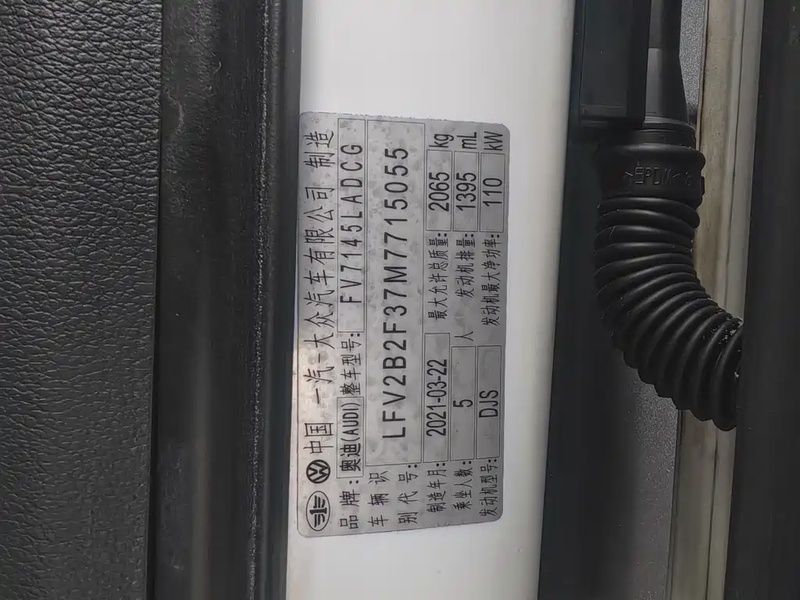 中国 一汽-大众汽车有限公司 制造
品牌: 奥迪(AUDI) 整车型号: FV7145LADCG
车辆识别代号: LFV2B2F37M7715055
制造年月: 2021-03-22 最大允许总质量: 2065 kg
乘坐人数: 5 人 发动机排量: 1395 mL
发动机型号: DJS 发动机最大净功率: 110 kW
>EPDM<